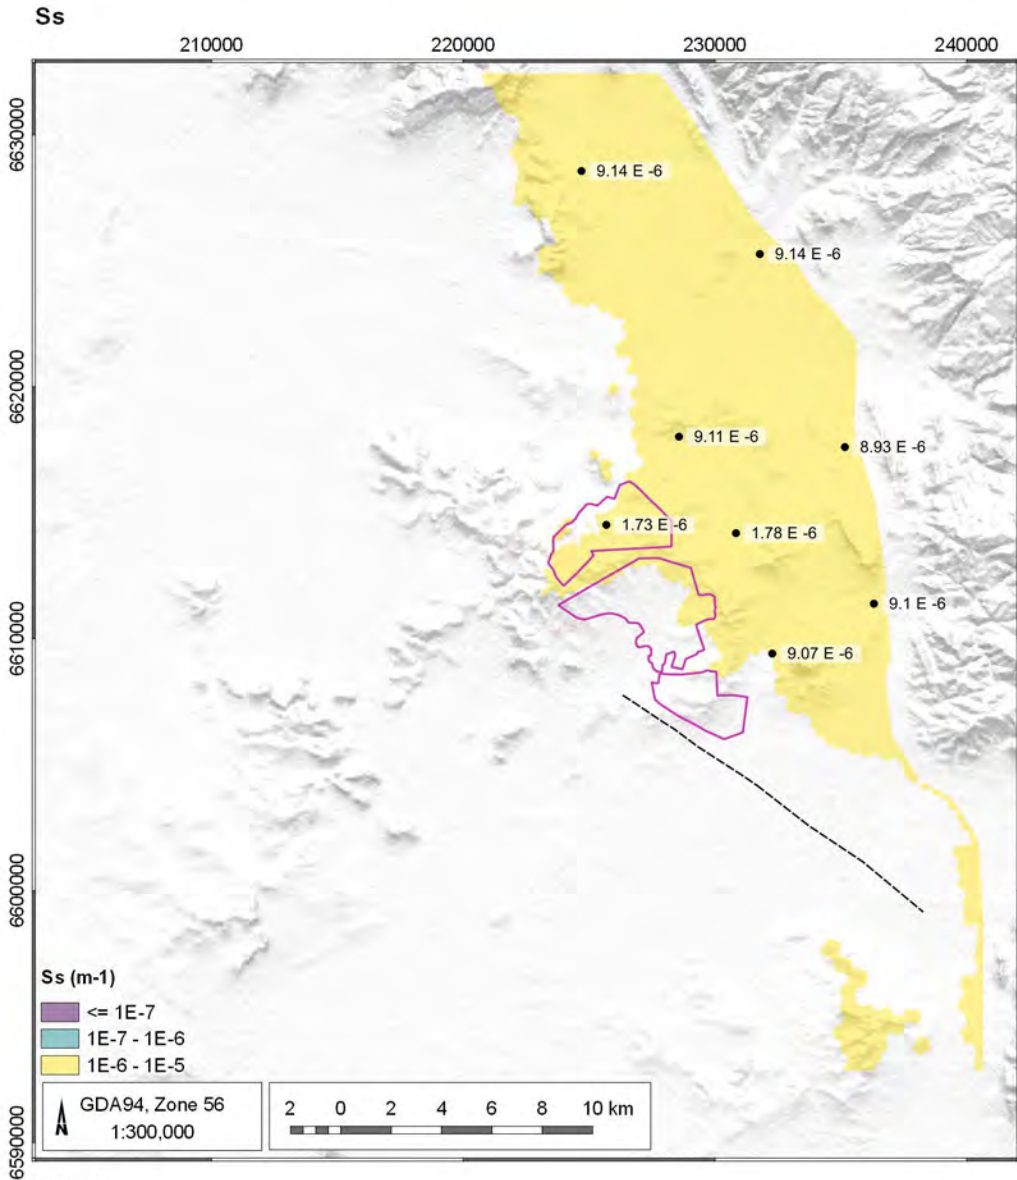 Ss
210000 220000 230000 240000
6630000
9.14 E -6
9.14 E -6
6620000
9.11 E -6
8.93 E -6
1.73 E -6
1.78 E -6
9.1 E -6
6610000
9.07 E -6
6600000
Ss (m-1)
<= 1E-7
1E-7 - 1E-6
1E-6 - 1E-5
N
GDA94, Zone 56
1:300,000
2 0 2 4 6 8 10 km
6590000